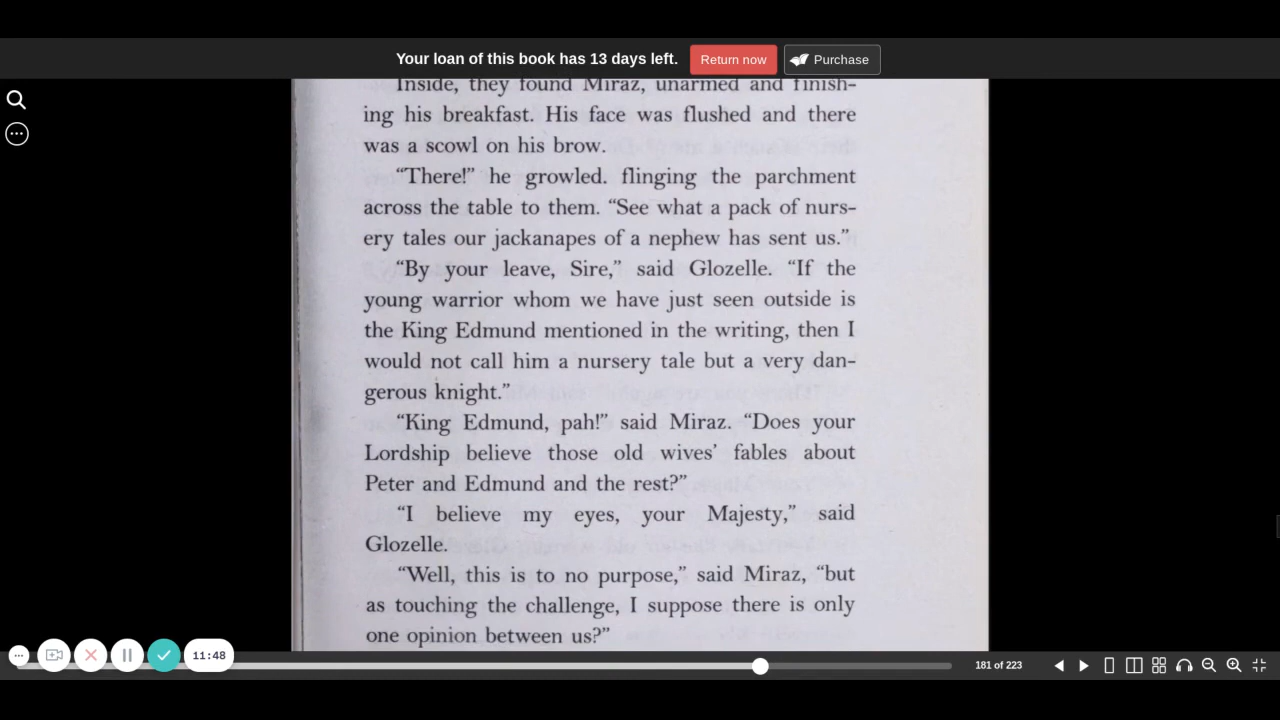 Your loan of this book has 13 days left.
Return now
Purchase
Inside, they found Miraz, unarmed and finish-
ing his breakfast. His face was flushed and there
was a scowl on his brow.
“There!” he growled. flinging the parchment
across the table to them. “See what a pack of nurs-
ery tales our jackanapes of a nephew has sent us.”
“By your leave, Sire,” said Glozelle. “If the
young warrior whom we have just seen outside is
the King Edmund mentioned in the writing, then I
would not call him a nursery tale but a very dan-
gerous knight.”
“King Edmund, pah!” said Miraz. “Does your
Lordship believe those old wives’ fables about
Peter and Edmund and the rest?”
“I believe my eyes, your Majesty,” said
Glozelle.
“Well, this is to no purpose,” said Miraz, “but
as touching the challenge, I suppose there is only
one opinion between us?”
11:48
181 of 223